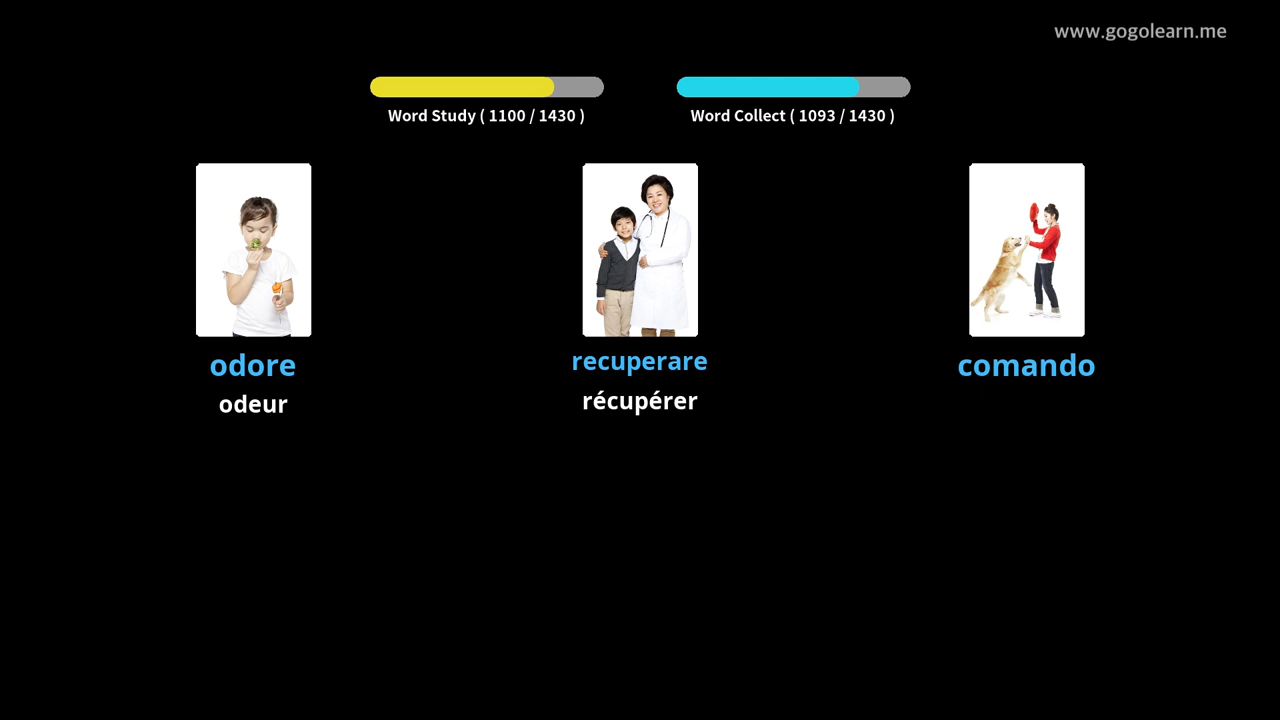 www.gogolearn.me
Word Study ( 1100 / 1430 )
Word Collect ( 1093 / 1430 )
odore
odeur
recuperare
récupérer
comando